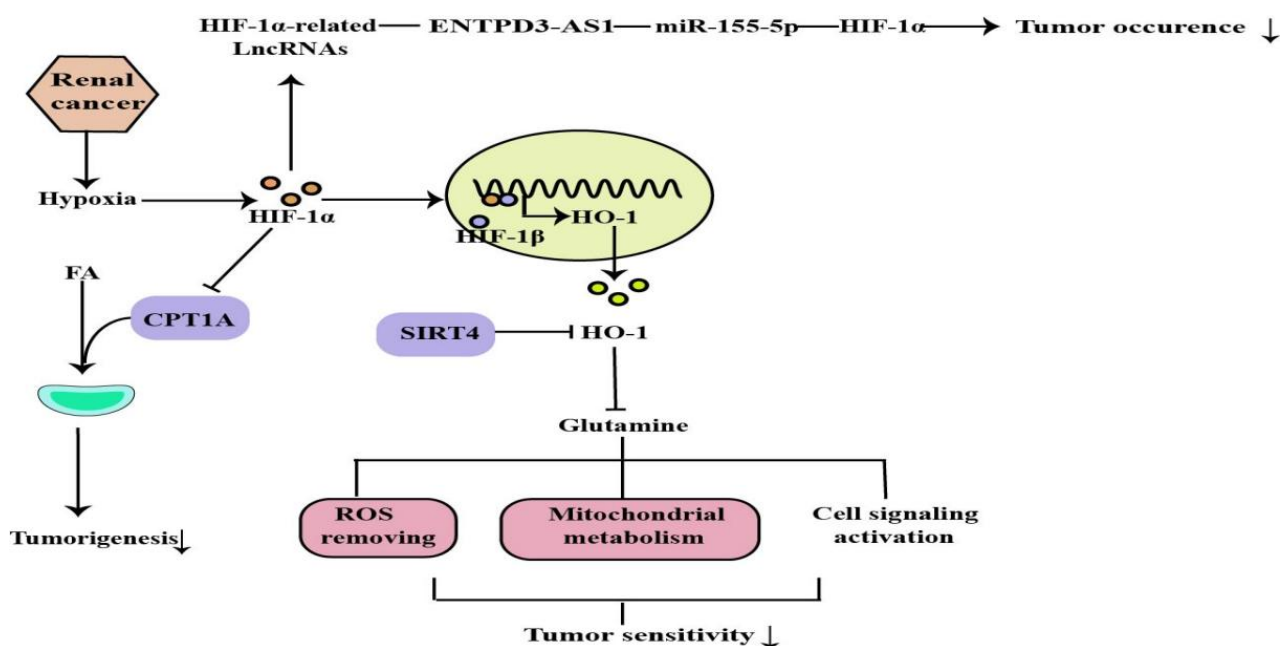 HIF-1α-related
LncRNAs
ENTPD3-AS1
miR-155-5p
HIF-1α
Tumor occurence ↓
Renal
cancer
Hypoxia
HIF-1α
HO-1
HIF-1β
FA
CPT1A
SIRT4
HO-1
Glutamine
ROS
removing
Mitochondrial
metabolism
Cell signaling
activation
Tumorigenesis↓
Tumor sensitivity ↓